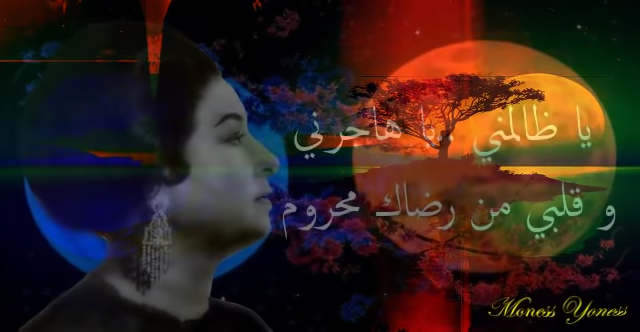 يا ظالمني يا هاجرني
و قلبي من رضاك محروم
Moness Yoness